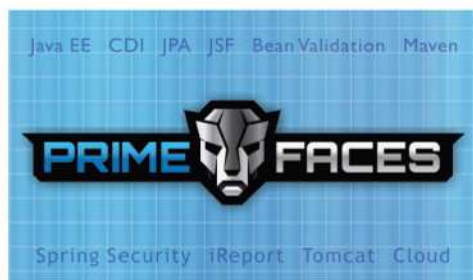 Java EE CDI JPA JSF Bean Validation Maven
PRIME FACES
Spring Security iReport Tomcat Cloud